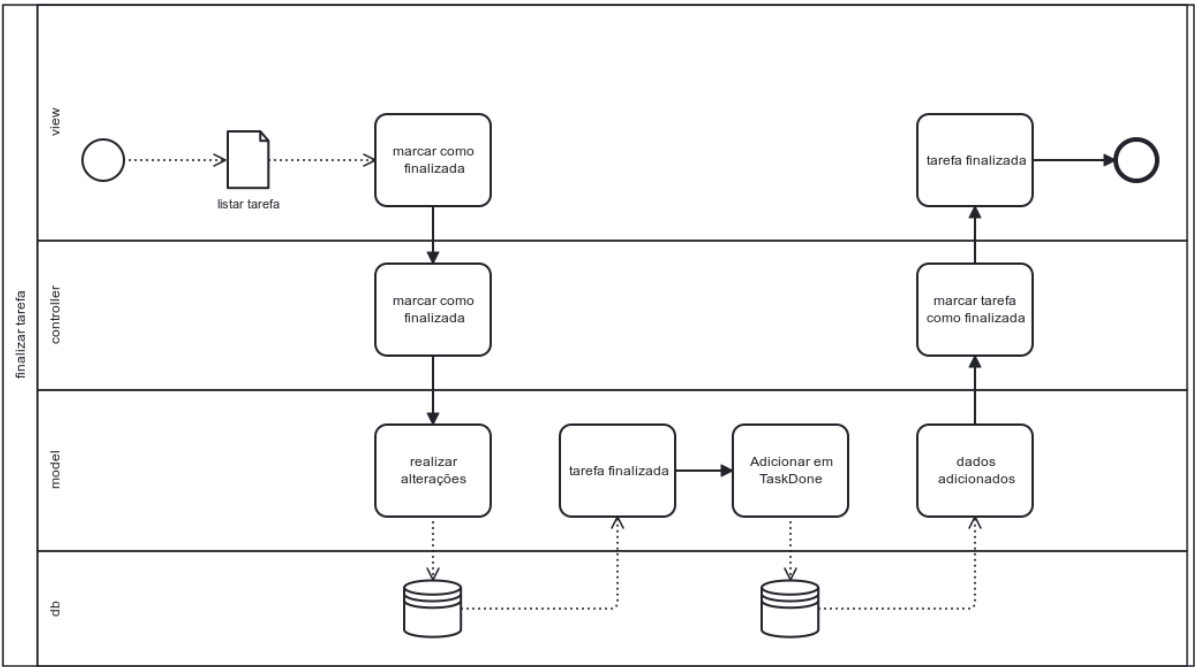 finalizar tarefa
view
listar tarefa
marcar como
finalizada
tarefa finalizada
controller
marcar como
finalizada
marcar tarefa
como finalizada
model
realizar
alterações
tarefa finalizada
Adicionar em
TaskDone
dados
adicionados
db